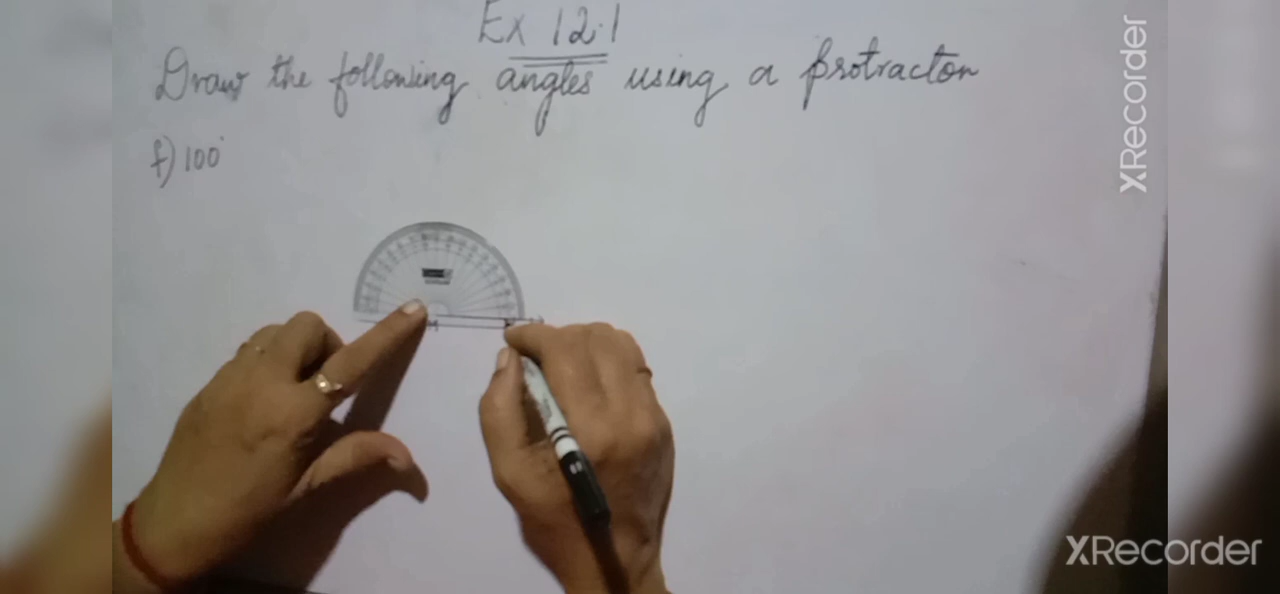 Ex 12.1
Draw the following angles using a protractor
f) 100°
XRecorder
XRecorder